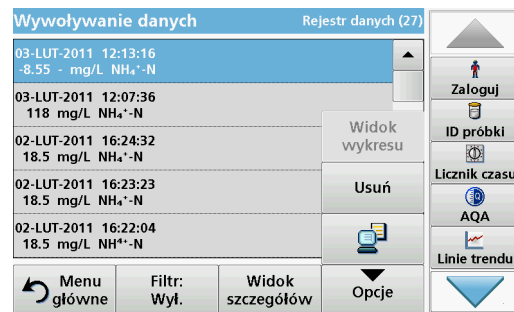 Wywoływanie danych
Rejestr danych (27)
03-LUT-2011 12:13:16
-8.55 - mg/L NH₄⁺-N
03-LUT-2011 12:07:36
118 mg/L NH₄⁺-N
02-LUT-2011 16:24:32
18.5 mg/L NH₄⁺-N
02-LUT-2011 16:23:23
18.5 mg/L NH₄⁺-N
02-LUT-2011 16:22:04
18.5 mg/L NH⁴⁺-N
Widok
wykresu
Usuń
Menu
główne
Filtr:
Wył.
Widok
szczegółów
Opcje
Zaloguj
ID próbki
Licznik czasu
AQA
Linie trendu